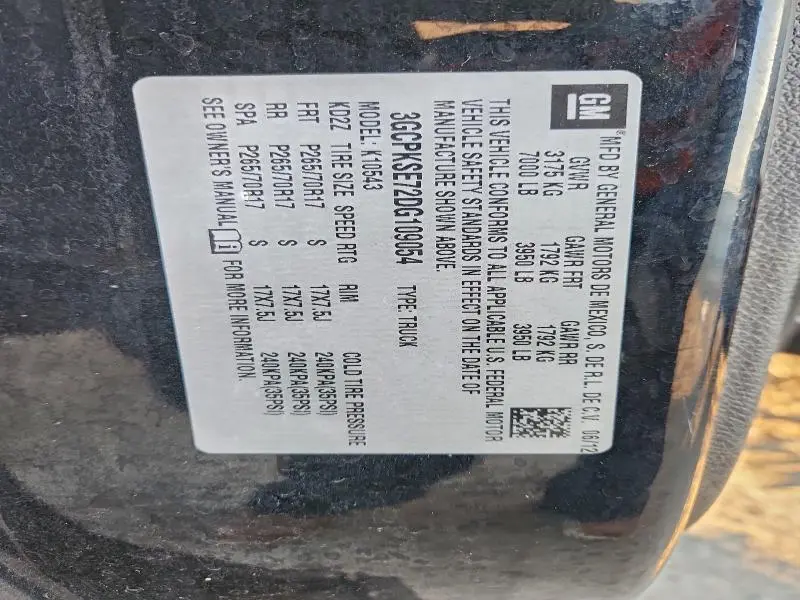 GM
®MFD BY GENERAL MOTORS DE MEXICO, S. DE R.L. DE C.V. 06/12
GVWR GAWR FRT GAWR RR
3175 KG 1792 KG 1792 KG
7000 LB 3950 LB 3950 LB
THIS VEHICLE CONFORMS TO ALL APPLICABLE U.S. FEDERAL MOTOR
VEHICLE SAFETY STANDARDS IN EFFECT ON THE DATE OF
MANUFACTURE SHOWN ABOVE.
3GCPKSE72DG109054 TYPE: TRUCK
MODEL: K10543
KD2Z TIRE SIZE SPEED RTG RIM COLD TIRE PRESSURE
FRT P265/70R17 S 17X7.5J 240KPA(35PSI)
RR P265/70R17 S 17X7.5J 240KPA(35PSI)
SPA P265/70R17 S 17X7.5J 240KPA(35PSI)
SEE OWNER'S MANUAL FOR MORE INFORMATION.